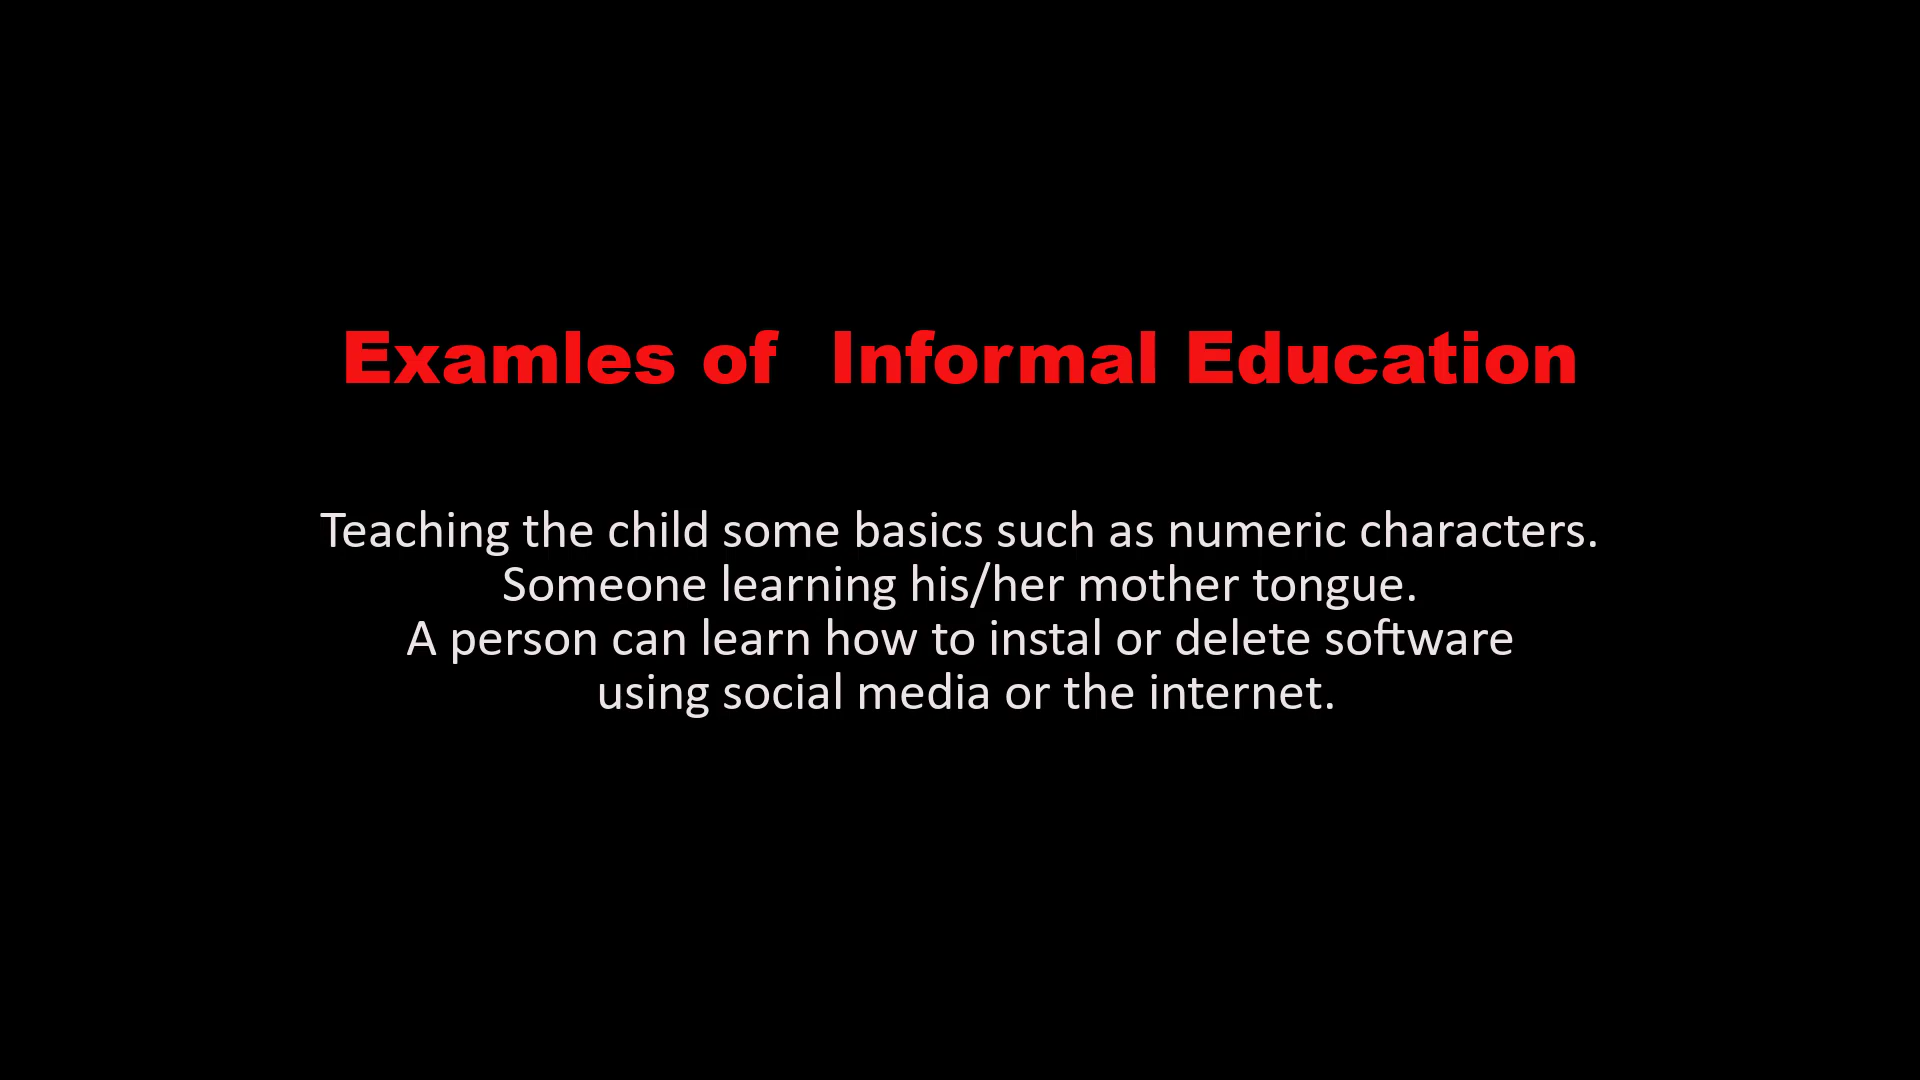 Examles of  Informal Education
Teaching the child some basics such as numeric characters.
Someone learning his/her mother tongue.
A person can learn how to instal or delete software
using social media or the internet.